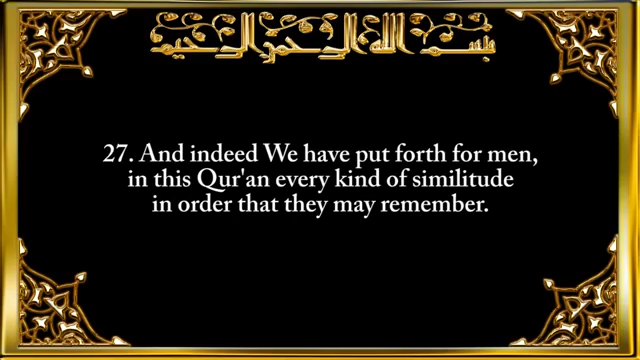 بسم الله الرحمن الرحيم
27. And indeed We have put forth for men,
in this Qur'an every kind of similitude
in order that they may remember.